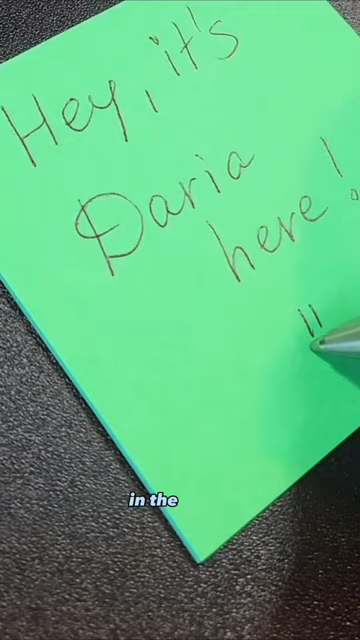 Hey, it's
Daria
here!
"
in the